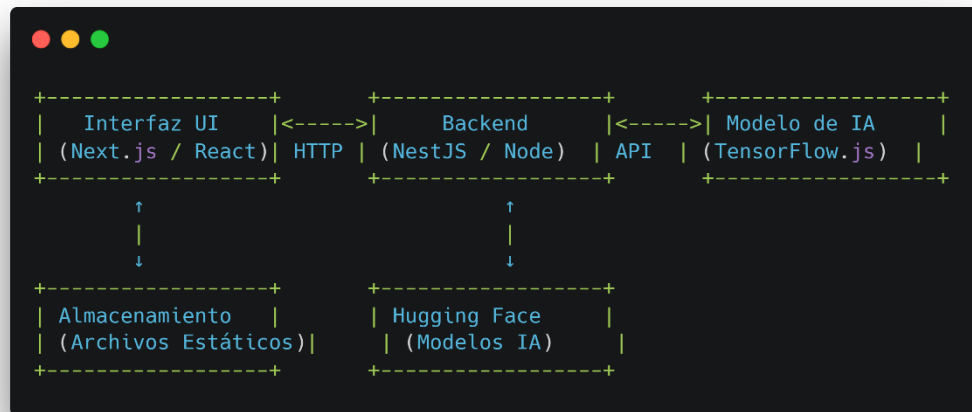 +------------------+       +------------------+       +------------------+
|   Interfaz UI    |<----->|     Backend      |<----->| Modelo de IA     |
| (Next.js / React)| HTTP | (NestJS / Node)  | API  | (TensorFlow.js)  |
+------------------+       +------------------+       +------------------+
        ↑                            ↑
        |                            |
        ↓                            ↓
+------------------+       +------------------+
| Almacenamiento   |       | Hugging Face     |
| (Archivos Estáticos)|     | (Modelos IA)     |
+------------------+       +------------------+